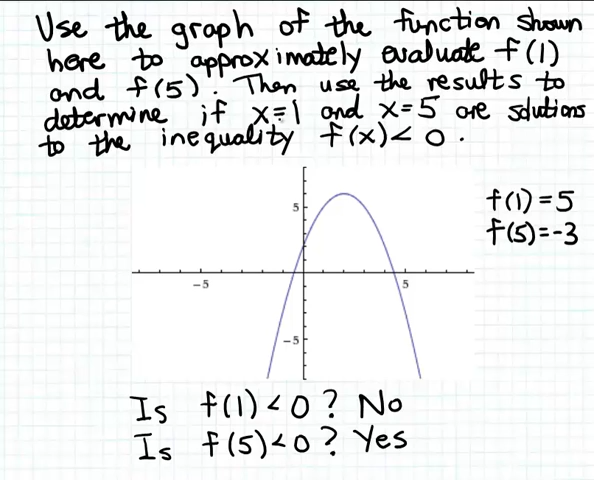 Use the graph of the function shown
here to approximately evaluate f(1)
and f(5). Then use the results to
determine if x=1 and x=5 are solutions
to the inequality f(x)<0.
f(1)=5
f(5)=-3
5
-5
5
-5
Is f(1)<0? No
Is f(5)<0? Yes